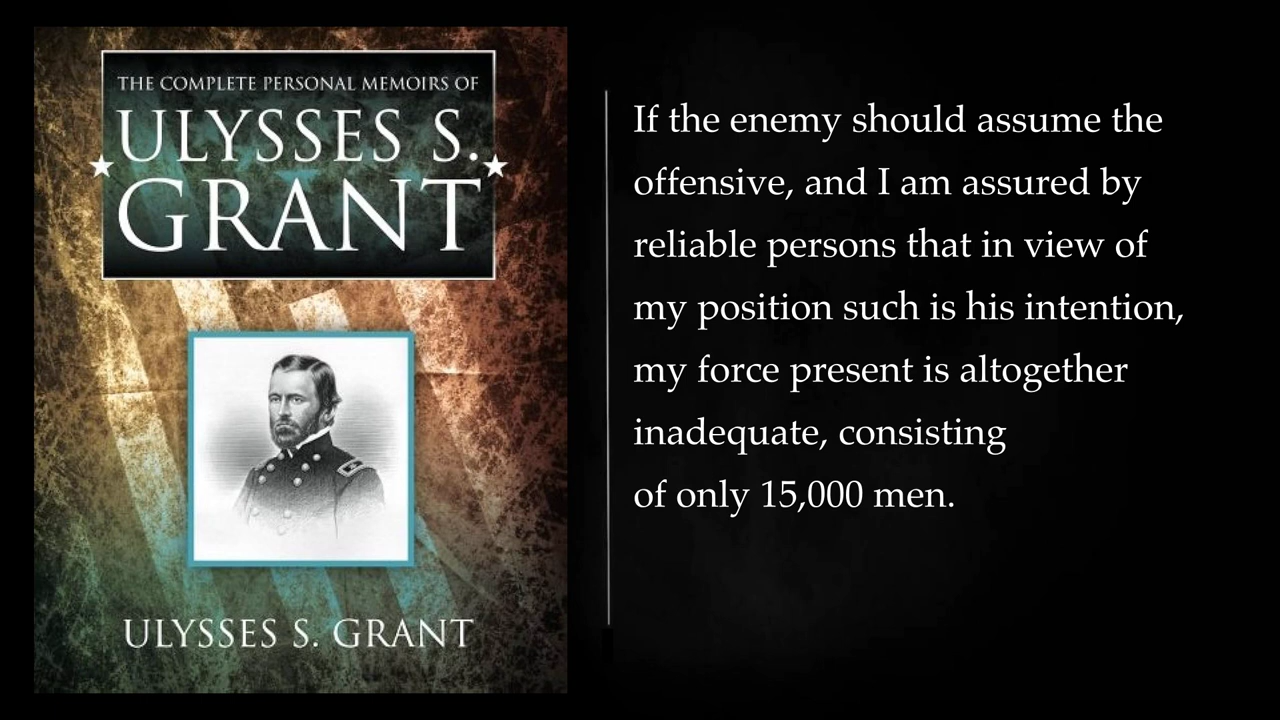 THE COMPLETE PERSONAL MEMOIRS OF
ULYSSES S.
GRANT
ULYSSES S. GRANT
If the enemy should assume the
offensive, and I am assured by
reliable persons that in view of
my position such is his intention,
my force present is altogether
inadequate, consisting
of only 15,000 men.